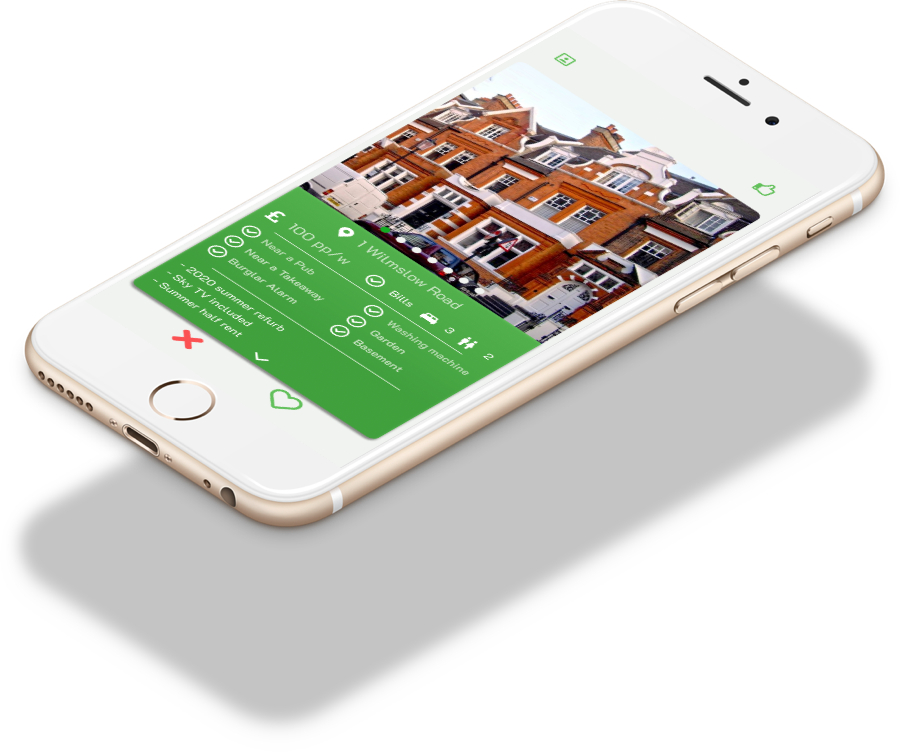 1 Wilmslow Road
£ 100 pp/w
Bills
3
2
Near a Pub
Near a Takeaway
Burglar Alarm
Washing machine
Garden
Basement
- 2020 summer refurb
- Sky TV included
- Summer half rent